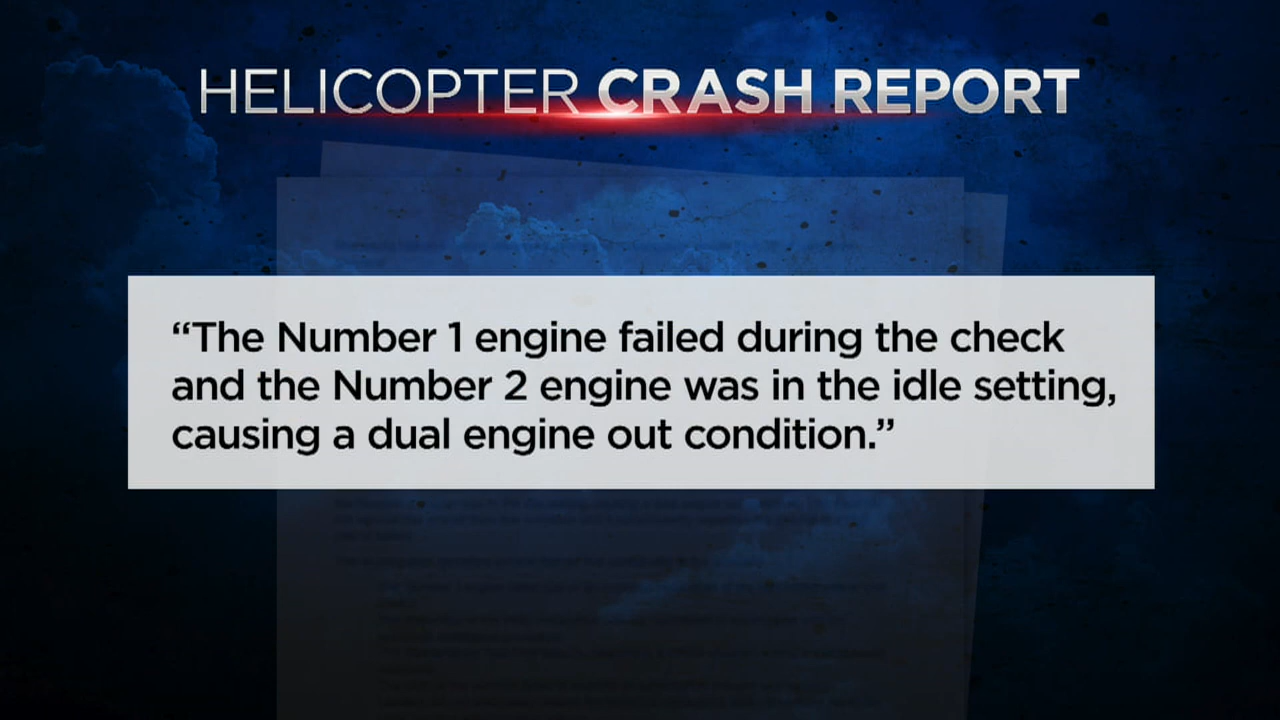 HELICOPTER CRASH REPORT
“The Number 1 engine failed during the check
and the Number 2 engine was in the idle setting,
causing a dual engine out condition.”